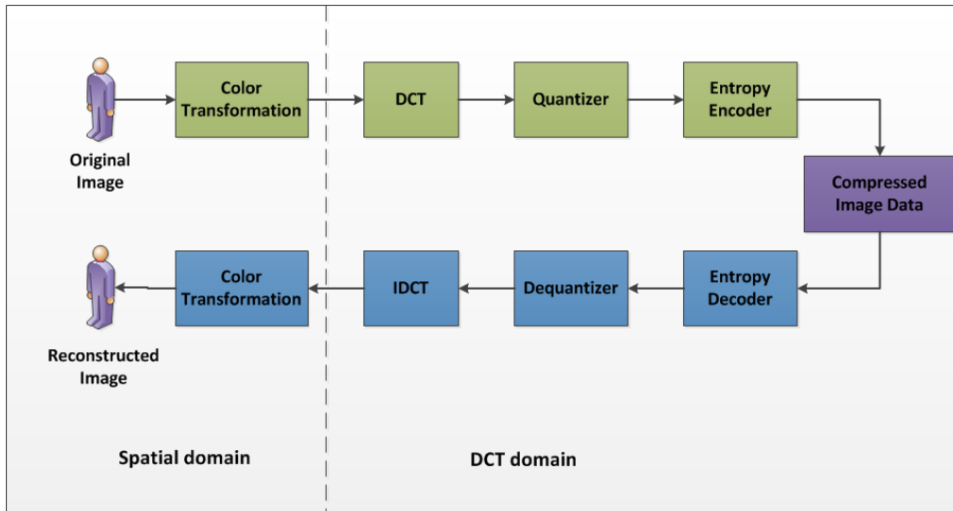 Color
Transformation
DCT
Quantizer
Entropy
Encoder
Original
Image
Compressed
Image Data
Color
Transformation
IDCT
Dequantizer
Entropy
Decoder
Reconstructed
Image
Spatial domain
DCT domain